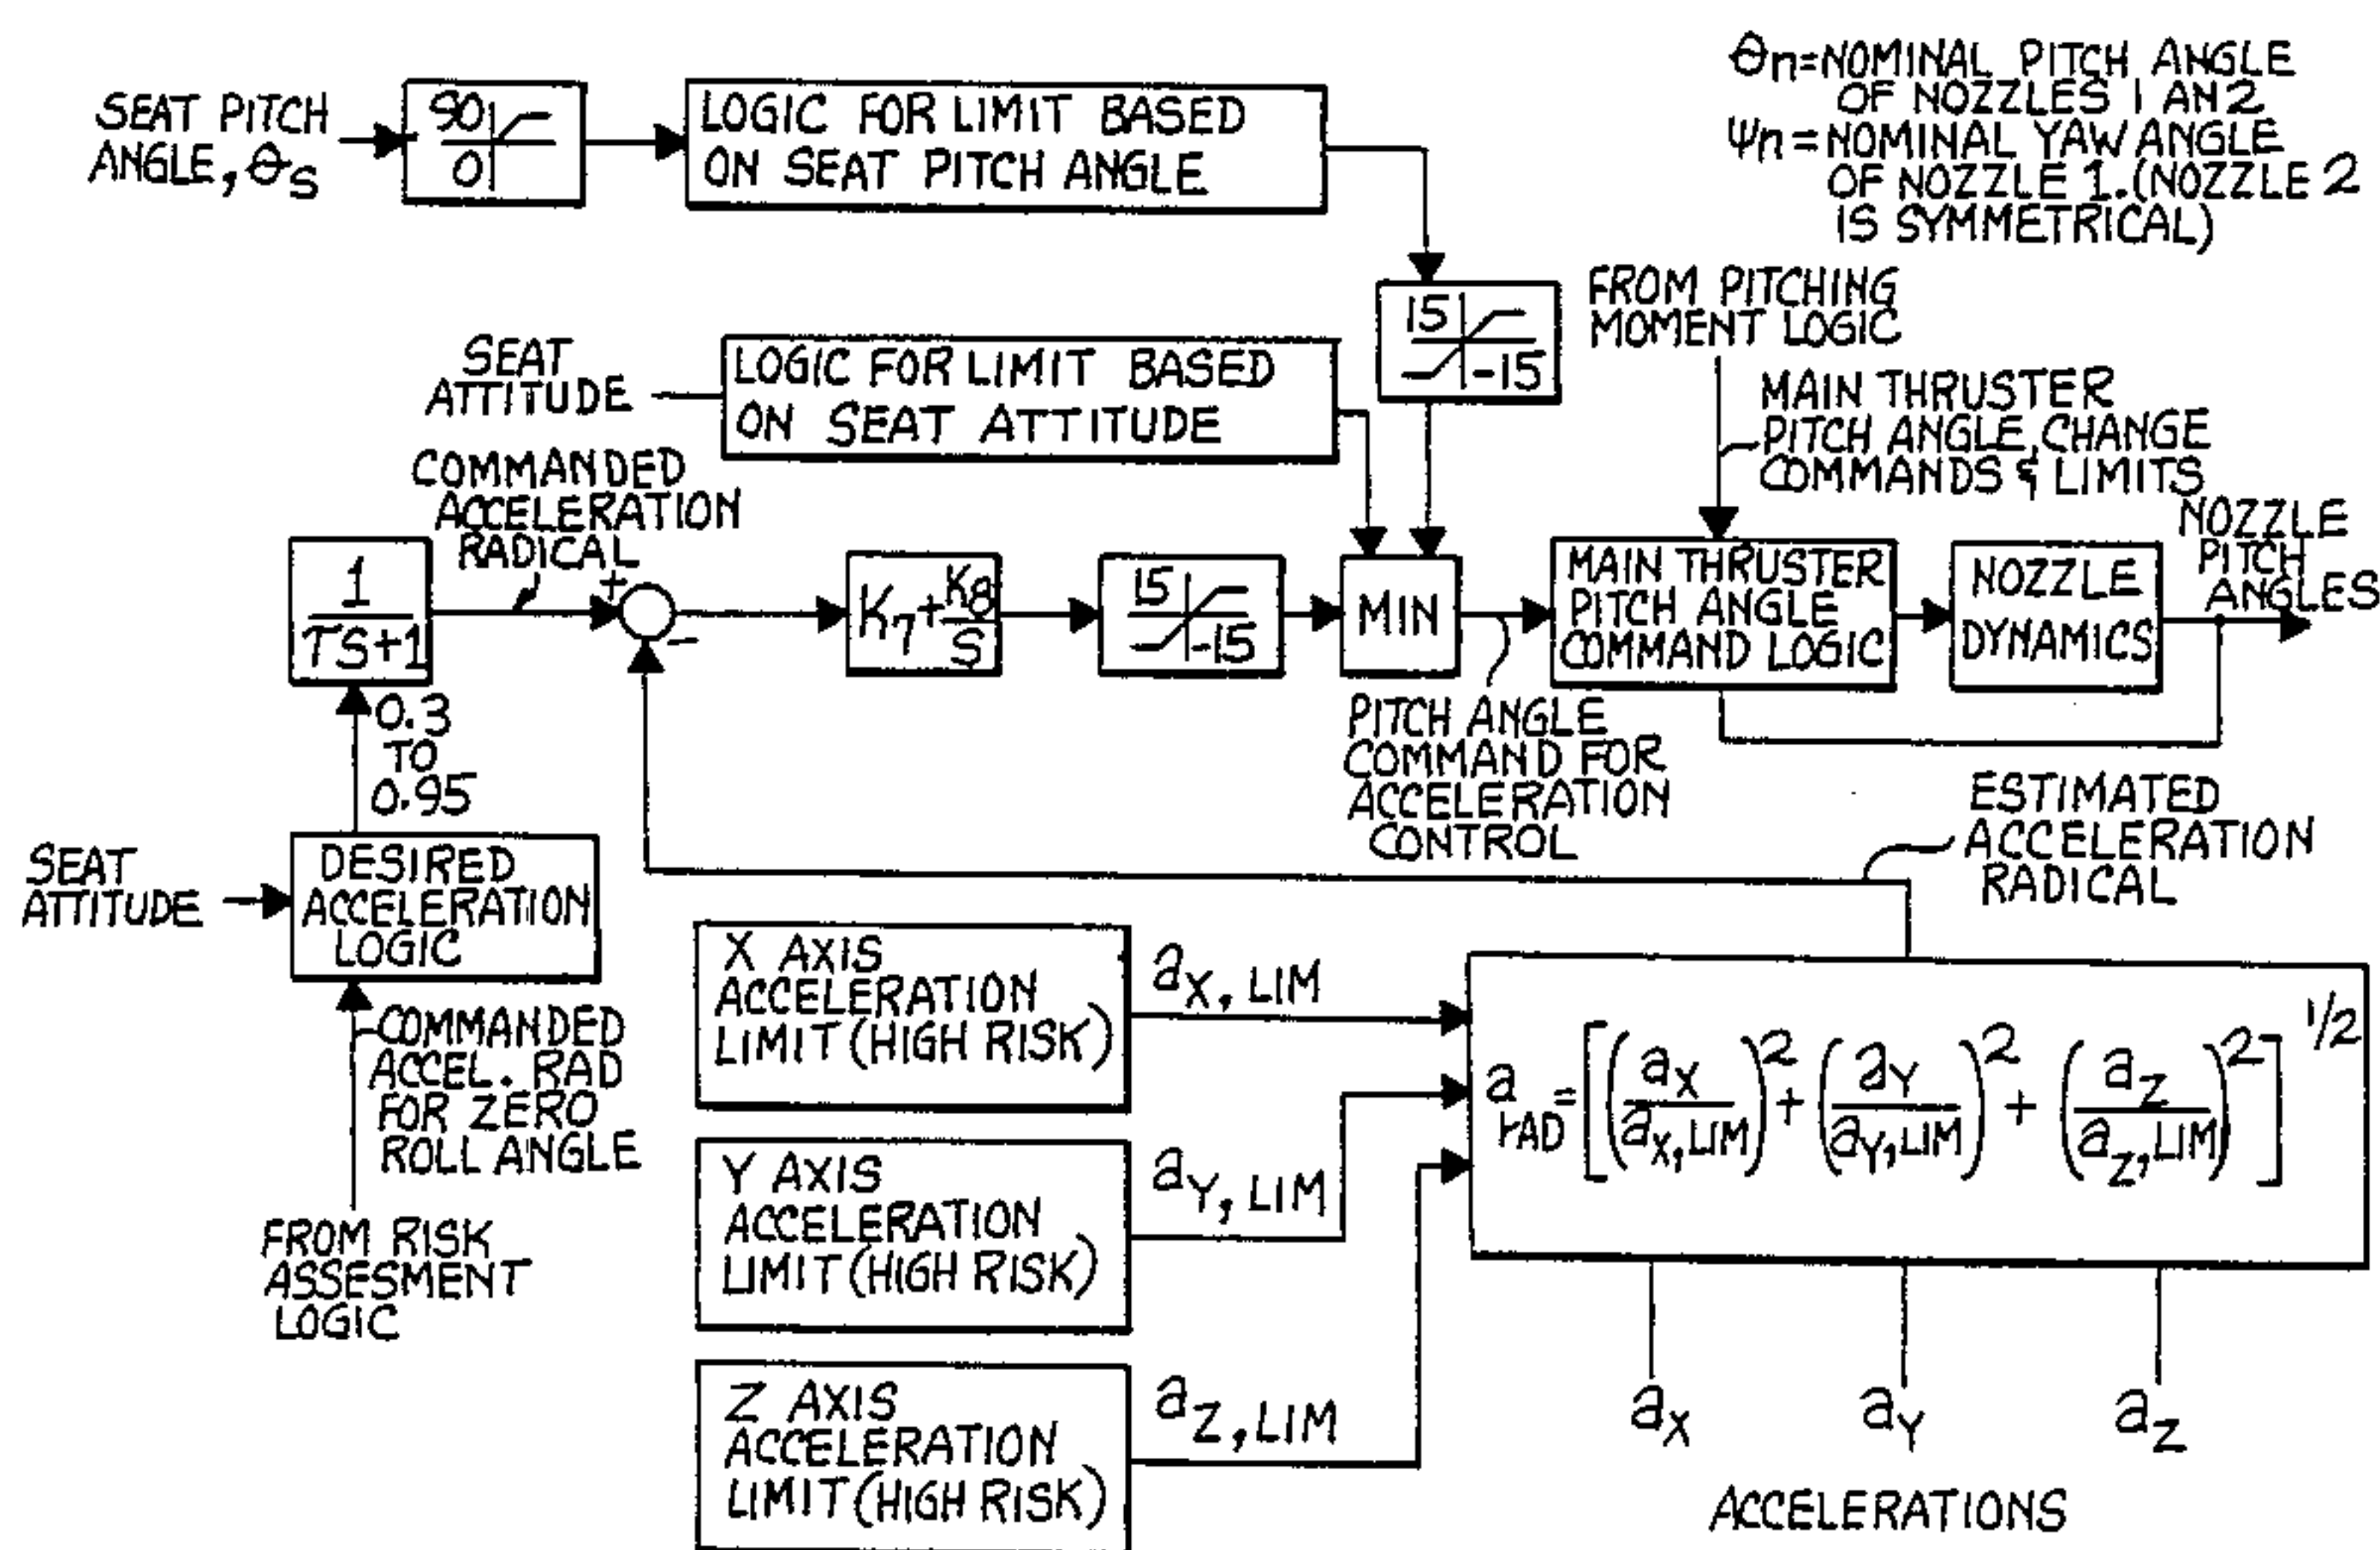 SEAT PITCH
ANGLE, θS
90
0
LOGIC FOR LIMIT BASED
ON SEAT PITCH ANGLE
θn=NOMINAL PITCH ANGLE
OF NOZZLES 1 AN2
ψn=NOMINAL YAW ANGLE
OF NOZZLE 1.(NOZZLE 2
IS SYMMETRICAL)
15
-15
FROM PITCHING
MOMENT LOGIC
SEAT
ATTITUDE
LOGIC FOR LIMIT BASED
ON SEAT ATTITUDE
MAIN THRUSTER
PITCH ANGLE CHANGE
COMMANDS & LIMITS
COMMANDED
ACCELERATION
RADICAL
1
τS+1
+
-
K7+K8
S
15
-15
MIN
MAIN THRUSTER
PITCH ANGLE
COMMAND LOGIC
NOZZLE
DYNAMICS
NOZZLE
PITCH
ANGLES
0.3
TO
0.95
PITCH ANGLE
COMMAND FOR
ACCELERATION
CONTROL
ESTIMATED
ACCELERATION
RADICAL
SEAT
ATTITUDE
DESIRED
ACCELERATION
LOGIC
COMMANDED
ACCEL. RAD
FOR ZERO
ROLL ANGLE
FROM RISK
ASSESMENT
LOGIC
X AXIS
ACCELERATION
LIMIT (HIGH RISK)
aX, LIM
Y AXIS
ACCELERATION
LIMIT (HIGH RISK)
aY, LIM
Z AXIS
ACCELERATION
LIMIT (HIGH RISK)
aZ, LIM
a rAD = [(aX/aX,LIM)2 + (aY/aY,LIM)2 + (aZ/aZ,LIM)2] 1/2
aX
aY
aZ
ACCELERATIONS